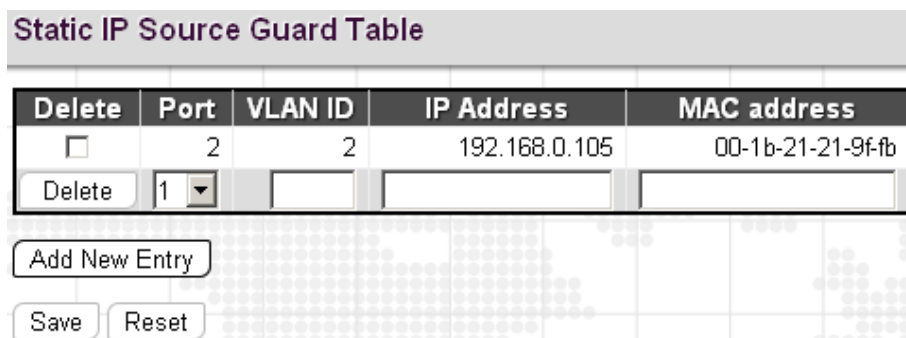 Static IP Source Guard Table
Delete Port VLAN ID IP Address MAC address
2 2 192.168.0.105 00-1b-21-21-9f-fb
Delete 1
Add New Entry
Save Reset